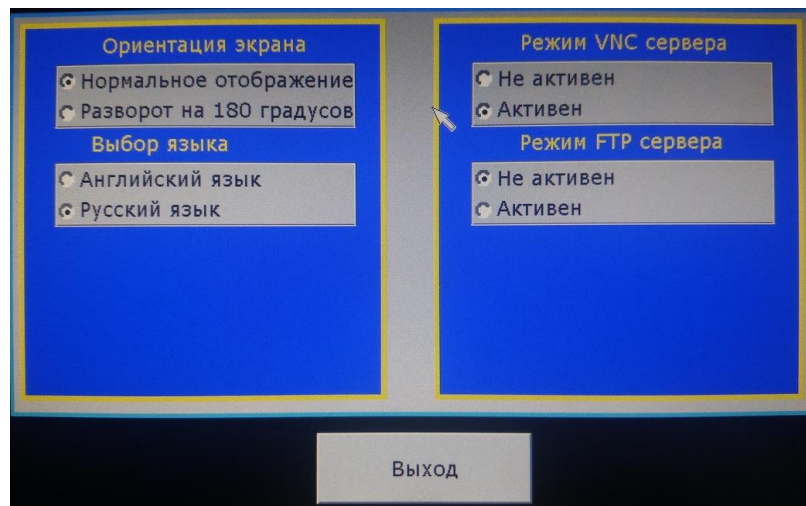 Ориентация экрана
Нормальное отображение
Разворот на 180 градусов
Выбор языка
Английский язык
Русский язык
Режим VNC сервера
Не активен
Активен
Режим FTP сервера
Не активен
Активен
Выход